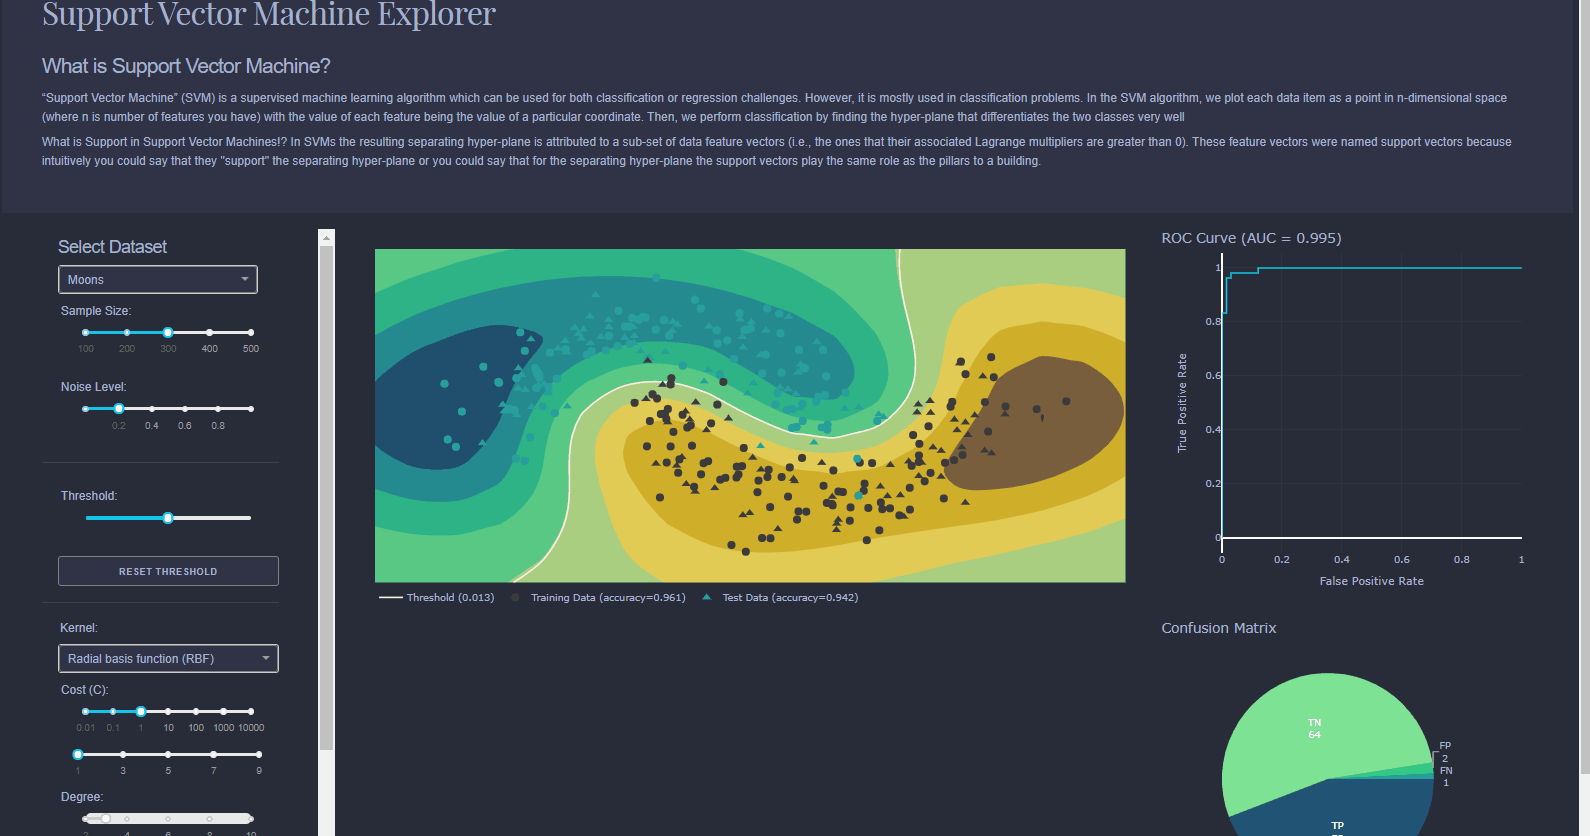 Support Vector Machine Explorer
What is Support Vector Machine?
“Support Vector Machine” (SVM) is a supervised machine learning algorithm which can be used for both classification or regression challenges. However, it is mostly used in classification problems. In the SVM algorithm, we plot each data item as a point in n-dimensional space
(where n is number of features you have) with the value of each feature being the value of a particular coordinate. Then, we perform classification by finding the hyper-plane that differentiates the two classes very well
What is Support in Support Vector Machines!? In SVMs the resulting separating hyper-plane is attributed to a sub-set of data feature vectors (i.e., the ones that their associated Lagrange multipliers are greater than 0). These feature vectors were named support vectors because
intuitively you could say that they "support" the separating hyper-plane or you could say that for the separating hyper-plane the support vectors play the same role as the pillars to a building.
Select Dataset
Moons
Sample Size:
100 200 300 400 500
Noise Level:
0.2 0.4 0.6 0.8
Threshold:
RESET THRESHOLD
Kernel:
Radial basis function (RBF)
Cost (C):
0.01 0.1 1 10 100 1000 10000
1 3 5 7 9
Degree:
2 4 6 8 10
Threshold (0.013) Training Data (accuracy=0.961) Test Data (accuracy=0.942)
ROC Curve (AUC = 0.995)
1
0.8
0.6
0.4
0.2
0
True Positive Rate
0 0.2 0.4 0.6 0.8 1
False Positive Rate
Confusion Matrix
TN
64
FP
2
FN
1
TP